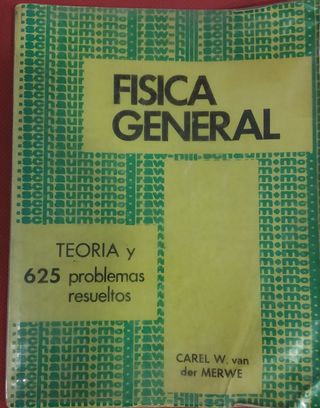 FISICA
GENERAL
TEORIA y
625 problemas
resueltos
CAREL W. van
der MERWE